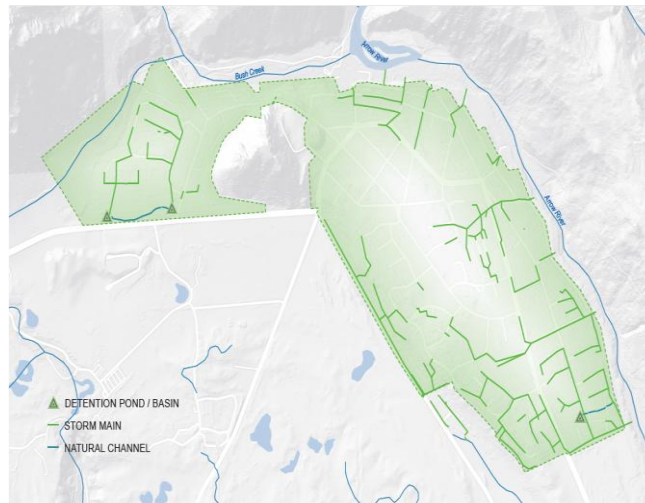 Bush Creek
Arrow River
Arrow River
DETENTION POND / BASIN
STORM MAIN
NATURAL CHANNEL